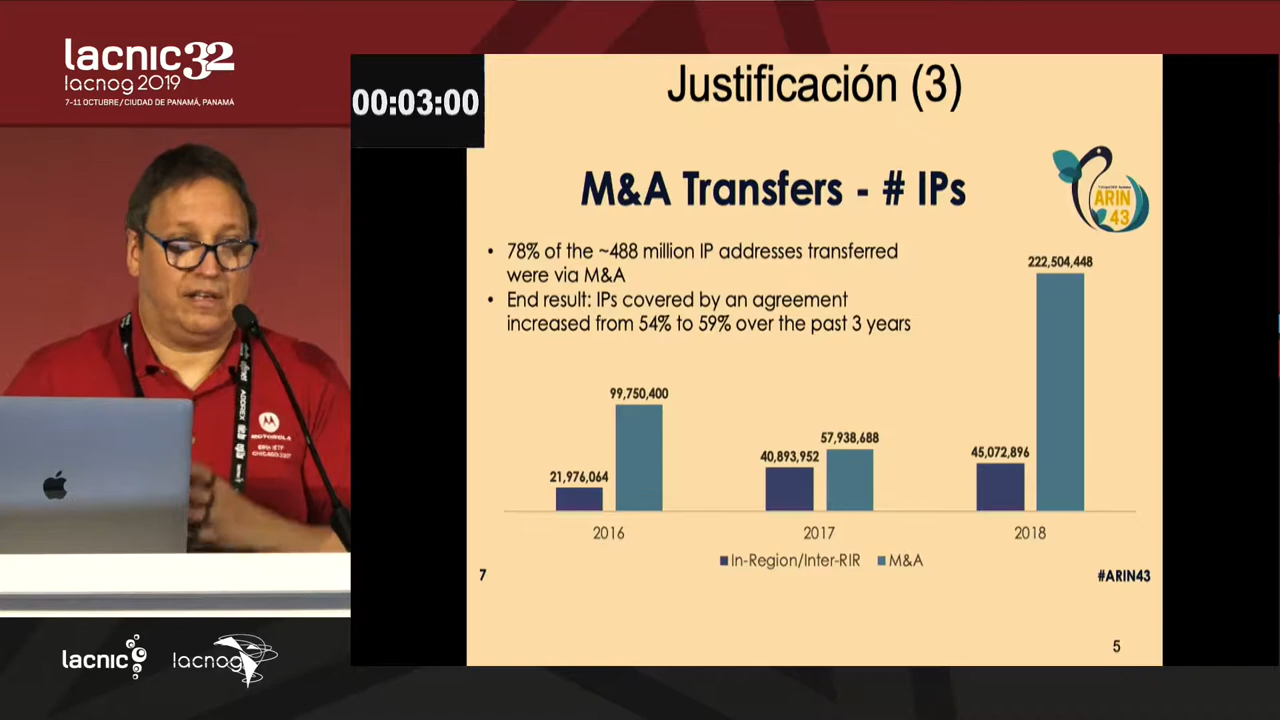 lacnic32
lacnog 2019
7-11 OCTUBRE / CIUDAD DE PANAMÁ, PANAMÁ
00:03:00
Justificación (3)
M&A Transfers - # IPs
ARIN
43
• 78% of the ~488 million IP addresses transferred
were via M&A
• End result: IPs covered by an agreement
increased from 54% to 59% over the past 3 years
222,504,448
99,750,400
57,938,688
40,893,952
45,072,896
21,976,064
2016
2017
2018
In-Region/Inter-RIR
M&A
7
#ARIN43
5
ADDREX
MOTOROLA
lacnic
lacnog